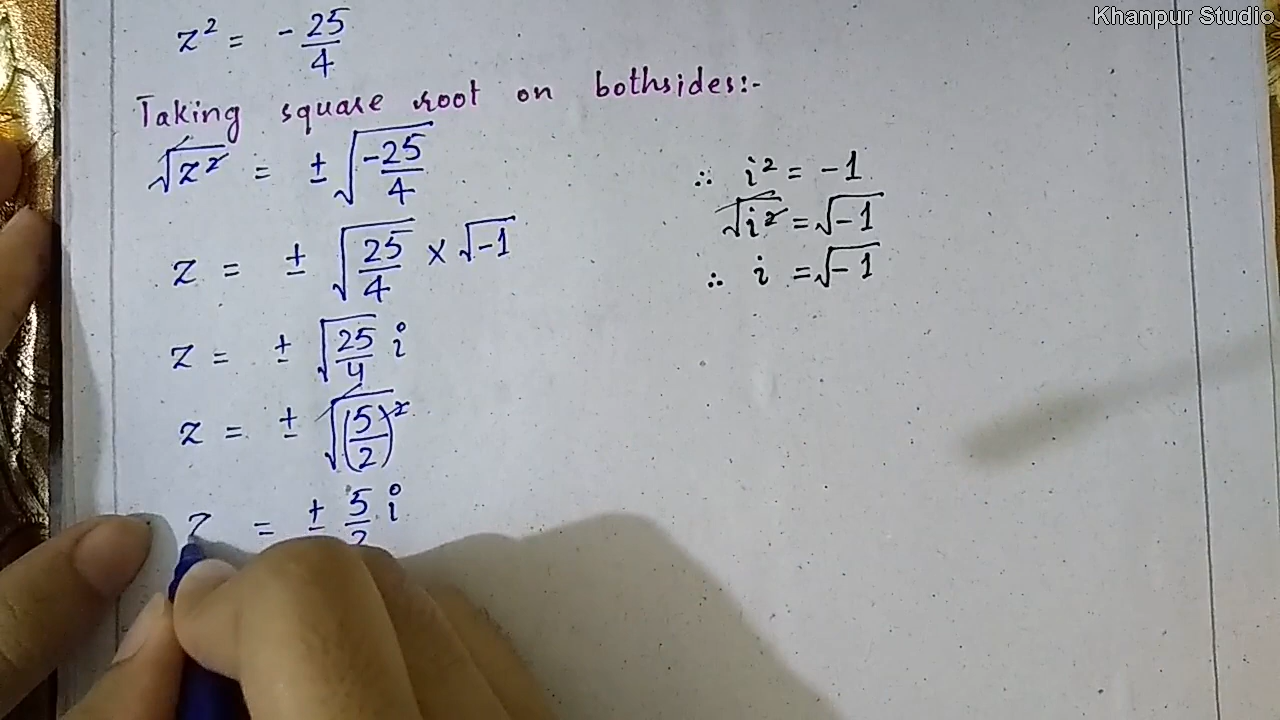 Khanpur Studio
z² = - 25/4
Taking square root on bothsides:-
√z² = ± √-25/4
z = ± √25/4 × √-1
z = ± √25/4 i
z = ± √(5/2)²
z = ± 5/2 i
∴ i² = -1
√i² = √-1
∴ i = √-1